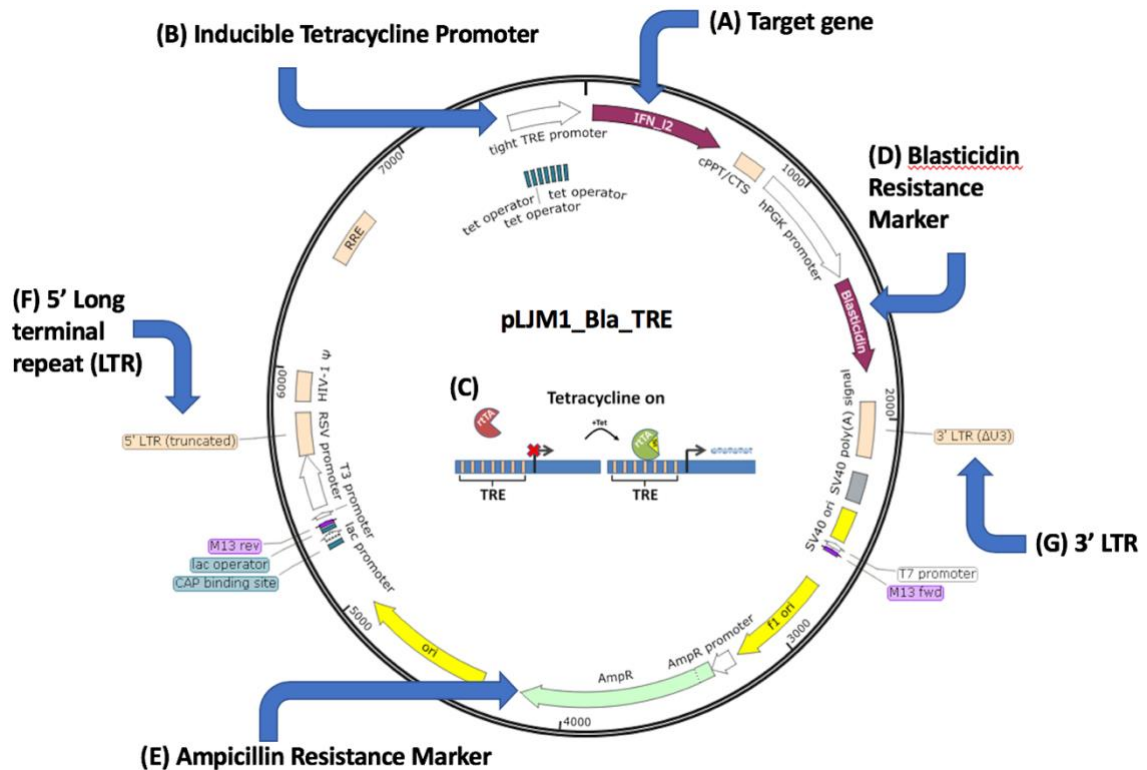 (B) Inducible Tetracycline Promoter
(A) Target gene
tight TRE promoter
IFN_l2
cPPT/CTS
1000
hPGK promoter
7000
tet operator
tet operator
tet operator
RRE
(D) Blasticidin
Resistance
Marker
Blasticidin
(F) 5’ Long
terminal
repeat (LTR)
pLJM1_Bla_TRE
(C)
Tetracycline on
rtTA
+Tet
rtTA
TRE
TRE
6000
HIV-1 ψ
5' LTR (truncated)
RSV promoter
T3 promoter
lac promoter
M13 rev
lac operator
CAP binding site
2000
3' LTR (ΔU3)
SV40 poly(A) signal
SV40 ori
T7 promoter
M13 fwd
(G) 3’ LTR
5000
ori
f1 ori
3000
AmpR promoter
AmpR
4000
(E) Ampicillin Resistance Marker